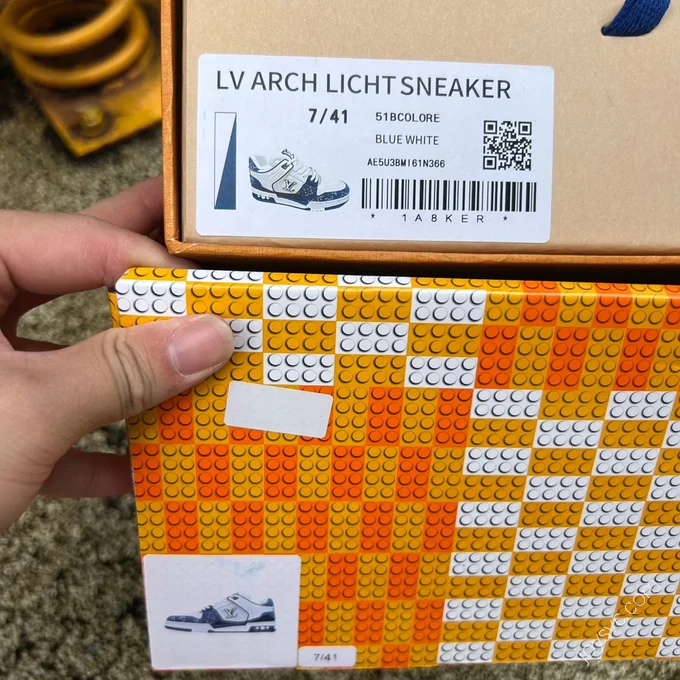 LV ARCH LICHT SNEAKER
7/41
51BCOLORE
BLUE WHITE
AE5U3BMI61N366
* 1A8KER *
7/41